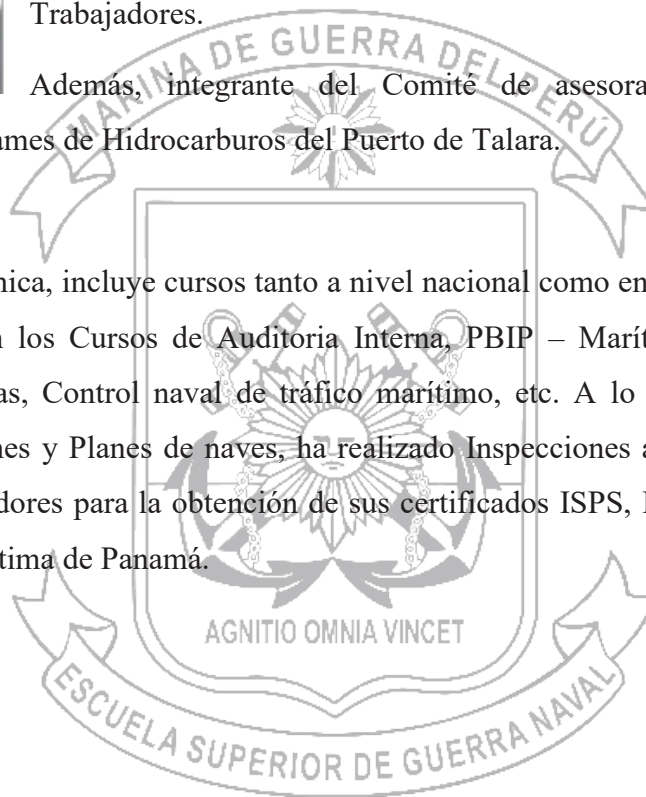 Trabajadores.
MARINA DE GUERRA DEL PERÚ
Además, integrante del Comité de asesora
ames de Hidrocarburos del Puerto de Talara.
nica, incluye cursos tanto a nivel nacional como en
n los Cursos de Auditoria Interna, PBIP – Marít
as, Control naval de tráfico marítimo, etc. A lo
nes y Planes de naves, ha realizado Inspecciones a
dores para la obtención de sus certificados ISPS,
tima de Panamá.
AGNITIO OMNIA VINCET
ESCUELA SUPERIOR DE GUERRA NAVAL